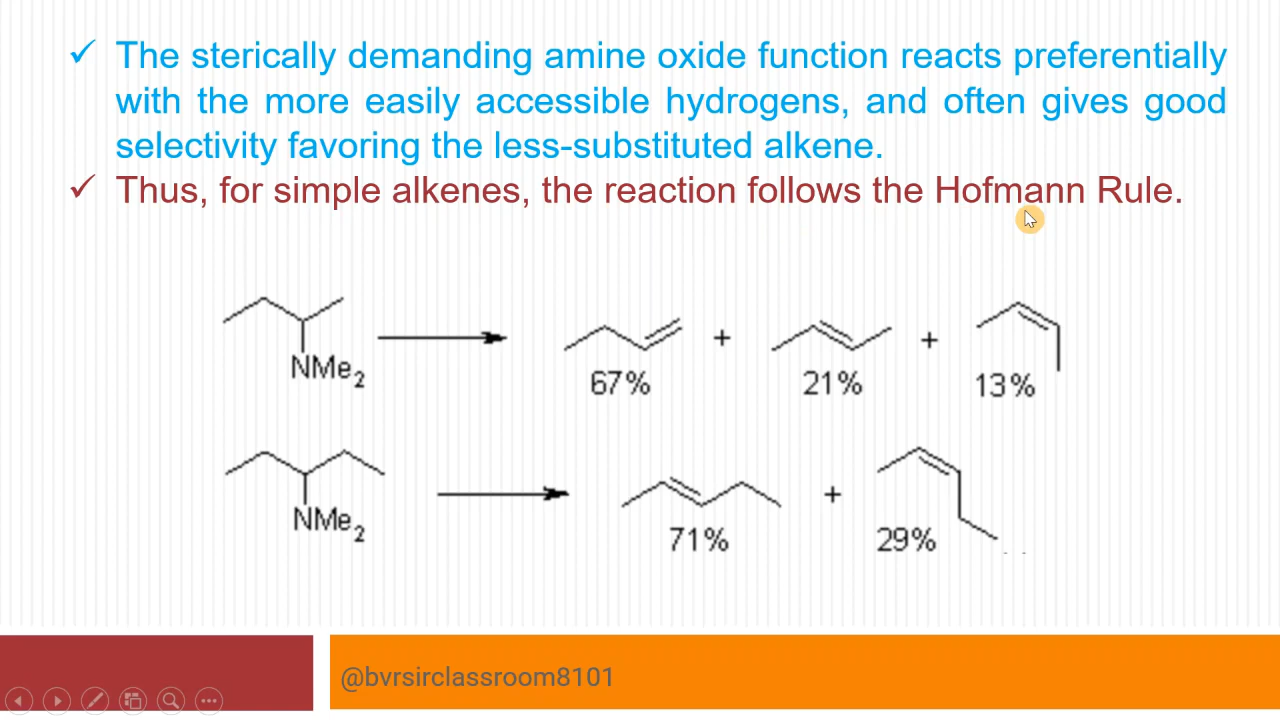 ✓ The sterically demanding amine oxide function reacts preferentially
with the more easily accessible hydrogens, and often gives good
selectivity favoring the less-substituted alkene.
✓ Thus, for simple alkenes, the reaction follows the Hofmann Rule.
NMe2 67% + 21% + 13%
NMe2 71% + 29%
@bvrsirclassroom8101